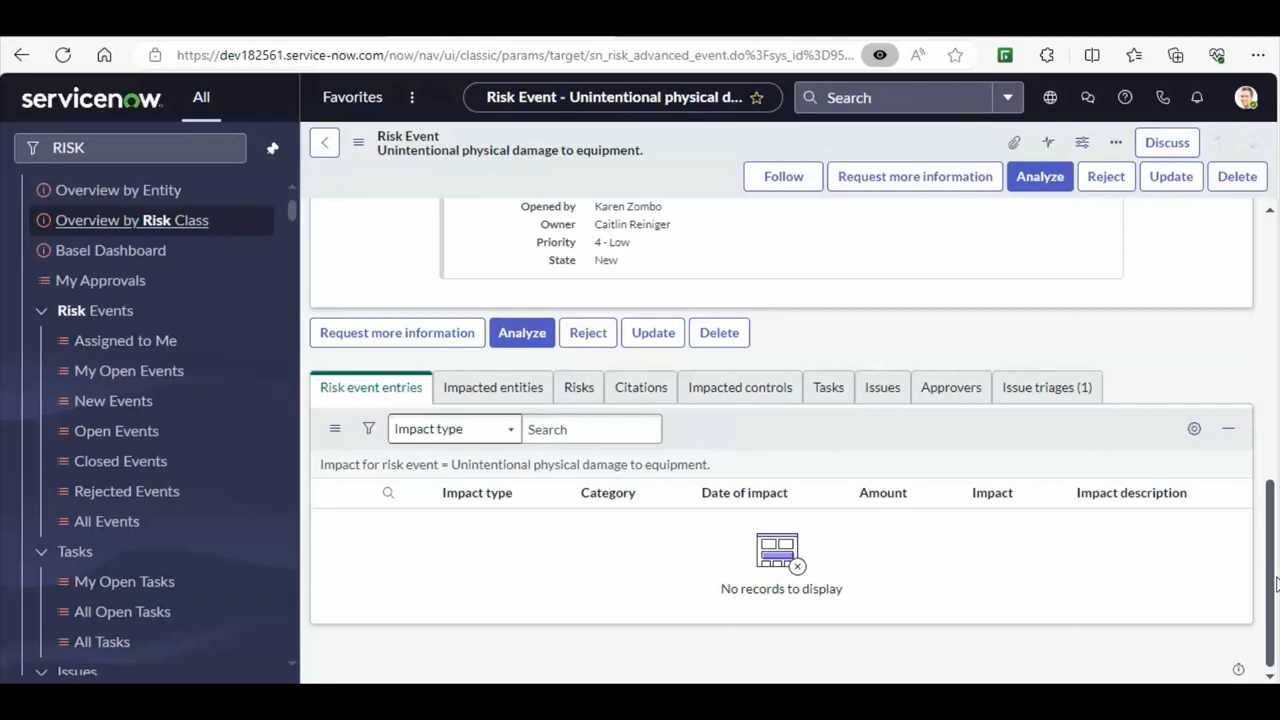 https://dev182561.service-now.com/now/nav/ui/classic/params/target/sn_risk_advanced_event.do%3Fsys_id%3D95...
servicenow
All
Favorites
Risk Event - Unintentional physical d...
Search
RISK
Overview by Entity
Overview by Risk Class
Basel Dashboard
My Approvals
Risk Events
Assigned to Me
My Open Events
New Events
Open Events
Closed Events
Rejected Events
All Events
Tasks
My Open Tasks
All Open Tasks
All Tasks
Issues
Risk Event
Unintentional physical damage to equipment.
Discuss
Follow
Request more information
Analyze
Reject
Update
Delete
Opened by Karen Zombo
Owner Caitlin Reiniger
Priority 4 - Low
State New
Request more information
Analyze
Reject
Update
Delete
Risk event entries
Impacted entities
Risks
Citations
Impacted controls
Tasks
Issues
Approvers
Issue triages (1)
Impact type
Search
Impact for risk event = Unintentional physical damage to equipment.
Impact type Category Date of impact Amount Impact Impact description
No records to display